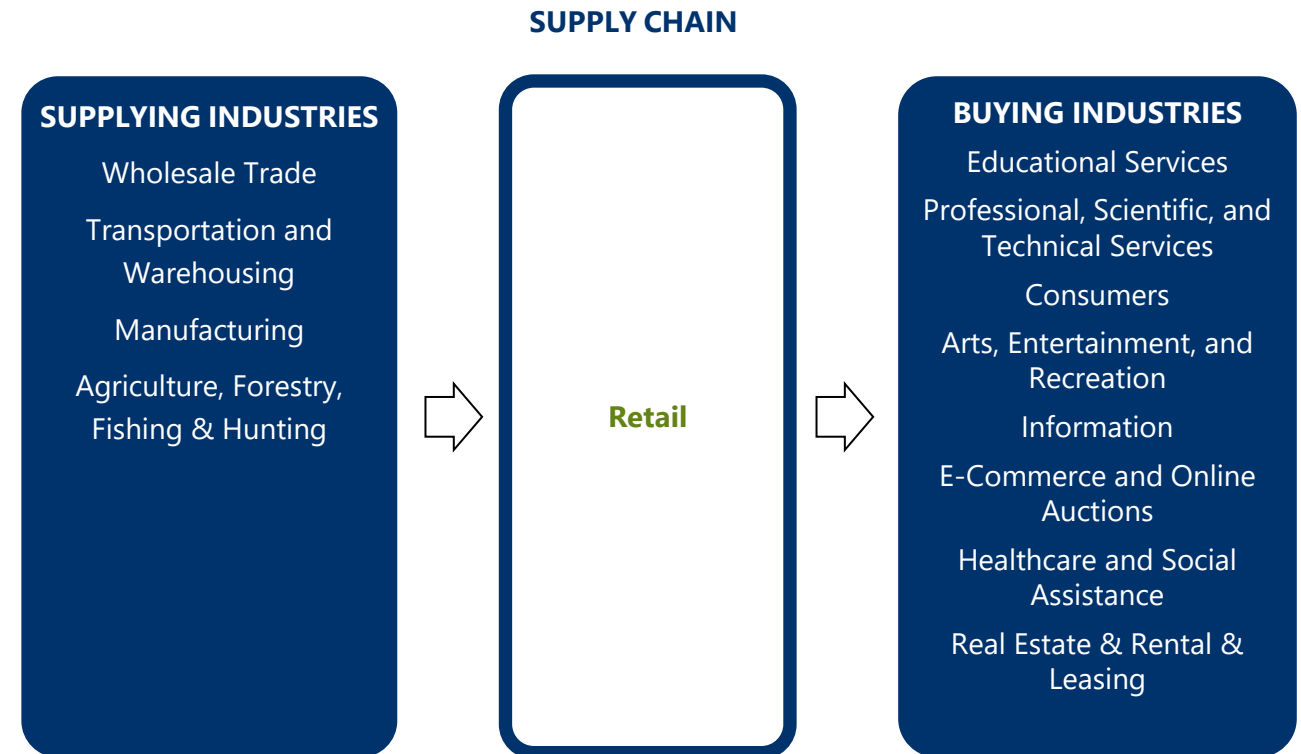 SUPPLY CHAIN
SUPPLYING INDUSTRIES
Wholesale Trade
Transportation and
Warehousing
Manufacturing
Agriculture, Forestry,
Fishing & Hunting
Retail
BUYING INDUSTRIES
Educational Services
Professional, Scientific, and
Technical Services
Consumers
Arts, Entertainment, and
Recreation
Information
E-Commerce and Online
Auctions
Healthcare and Social
Assistance
Real Estate & Rental &
Leasing